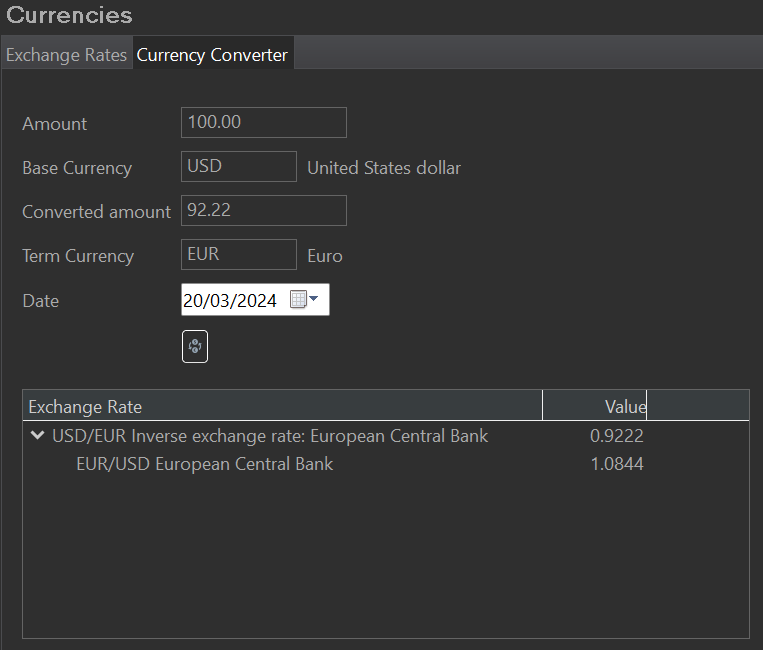 Currencies
Exchange Rates Currency Converter
Amount 100.00
Base Currency USD United States dollar
Converted amount 92.22
Term Currency EUR Euro
Date 20/03/2024
Exchange Rate Value
USD/EUR Inverse exchange rate: European Central Bank 0.9222
EUR/USD European Central Bank 1.0844